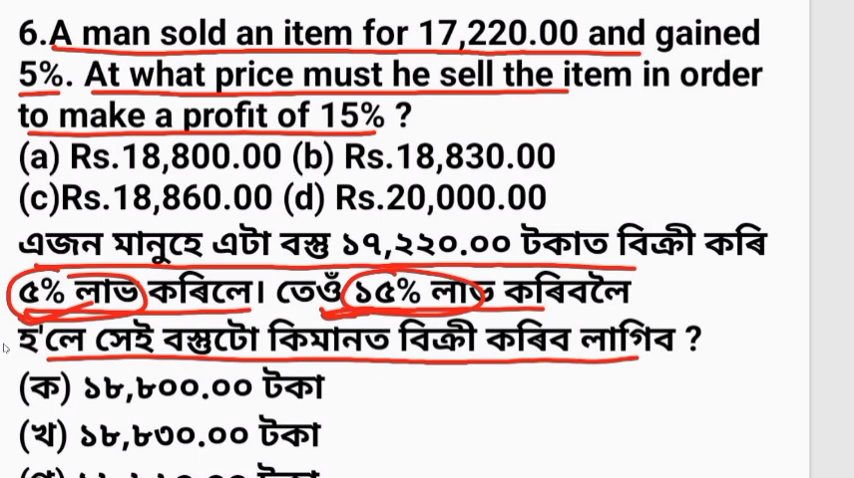 6.A man sold an item for 17,220.00 and gained
5%. At what price must he sell the item in order
to make a profit of 15% ?
(a) Rs.18,800.00 (b) Rs.18,830.00
(c)Rs.18,860.00 (d) Rs.20,000.00
এজন মানুহে এটা বস্তু ১৭,২২০.০০ টকাত বিক্ৰী কৰি
৫% লাভ কৰিলে। তেওঁ ১৫% লাভ কৰিবলৈ
হ'লে সেই বস্তুটো কিমানত বিক্ৰী কৰিব লাগিব ?
(ক) ১৮,৮০০.০০ টকা
(খ) ১৮,৮৩০.০০ টকা